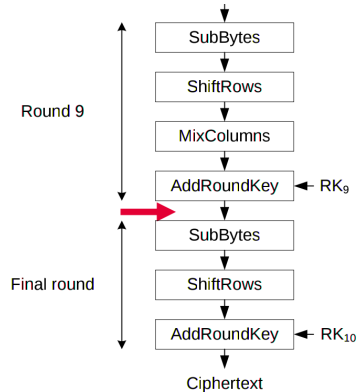 SubBytes
ShiftRows
Round 9
MixColumns
AddRoundKey
RK₉
SubBytes
Final round
ShiftRows
AddRoundKey
RK₁₀
Ciphertext